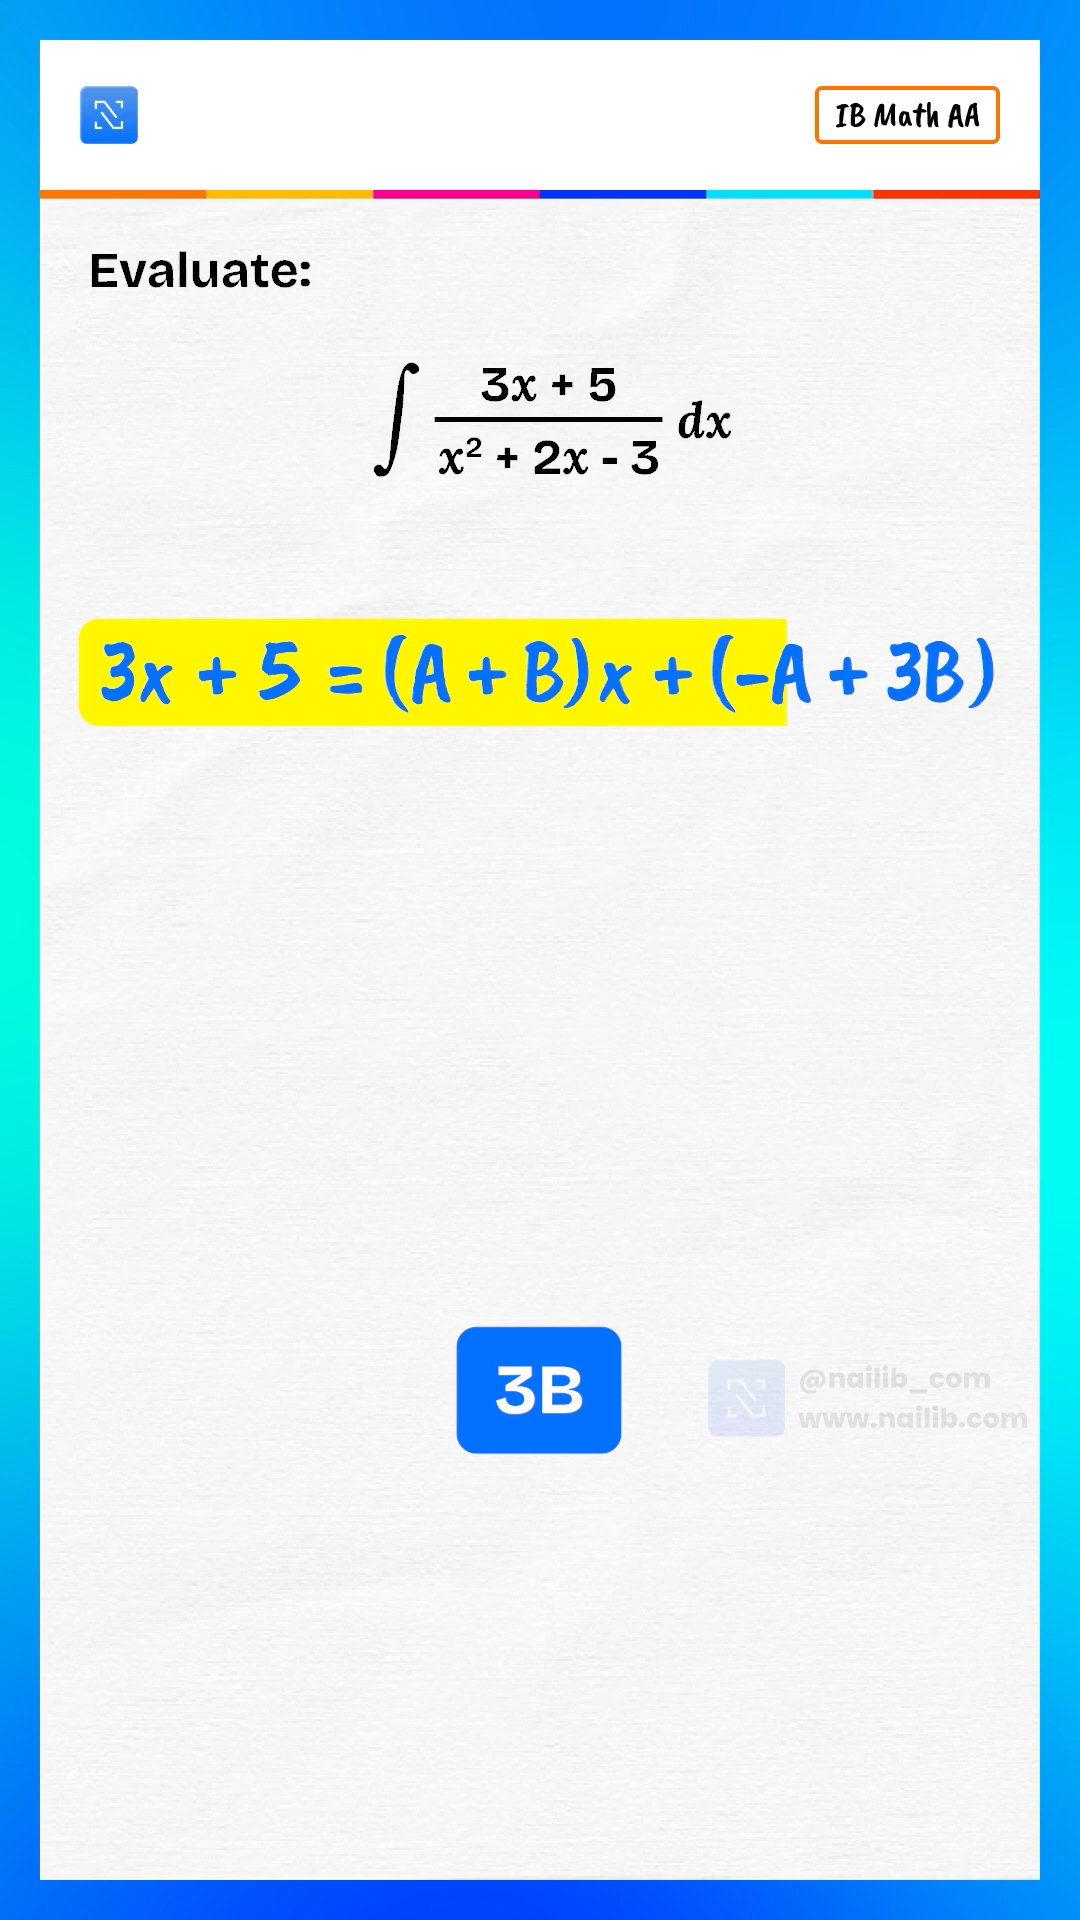 IB Math AA
Evaluate:
∫ (3x + 5)/(x² + 2x - 3) dx
3x + 5 = (A + B)x + (-A + 3B)
3B
@nailib_com
www.nailib.com